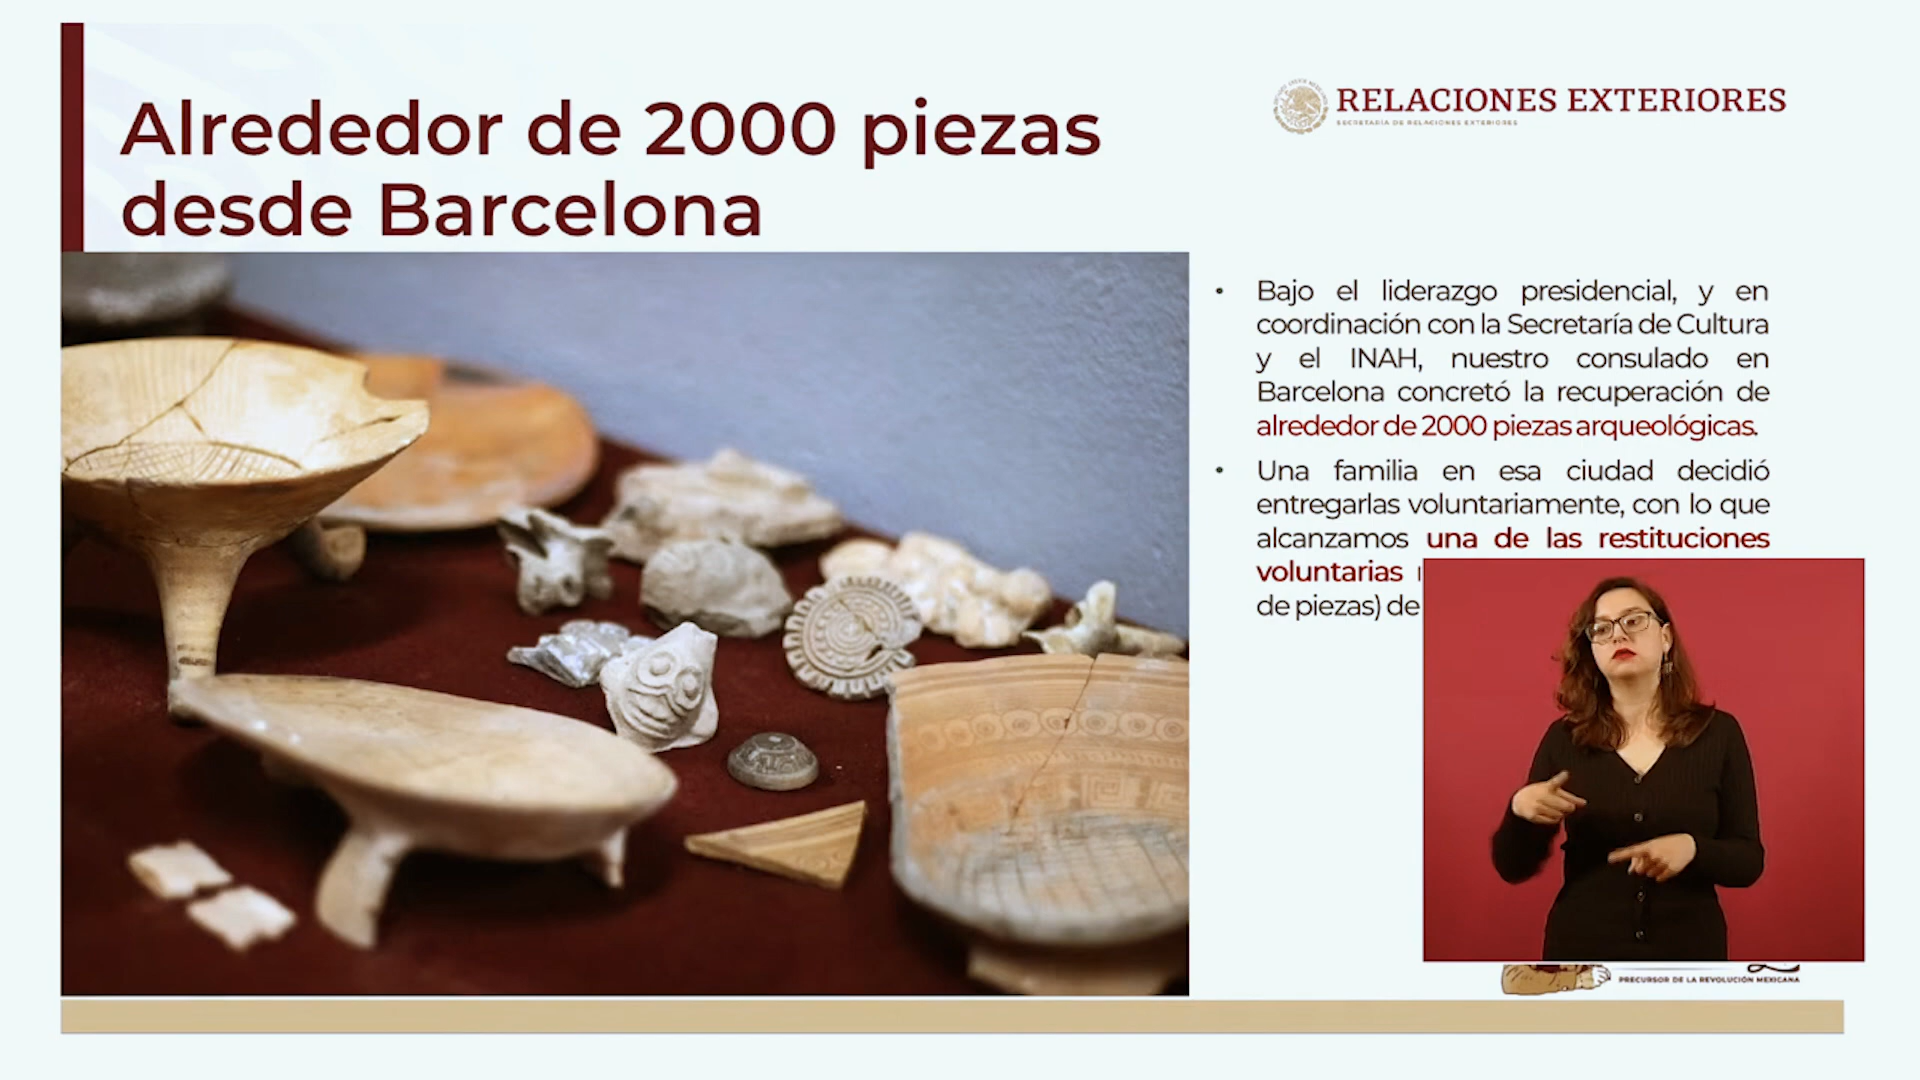 Alrededor de 2000 piezas
desde Barcelona
RELACIONES EXTERIORES
SECRETARÍA DE RELACIONES EXTERIORES
• Bajo el liderazgo presidencial, y en
coordinación con la Secretaría de Cultura
y el INAH, nuestro consulado en
Barcelona concretó la recuperación de
alrededor de 2000 piezas arqueológicas.
• Una familia en esa ciudad decidió
entregarlas voluntariamente, con lo que
alcanzamos una de las restituciones
voluntarias
de piezas) de
PRECURSOR DE LA REVOLUCIÓN MEXICANA